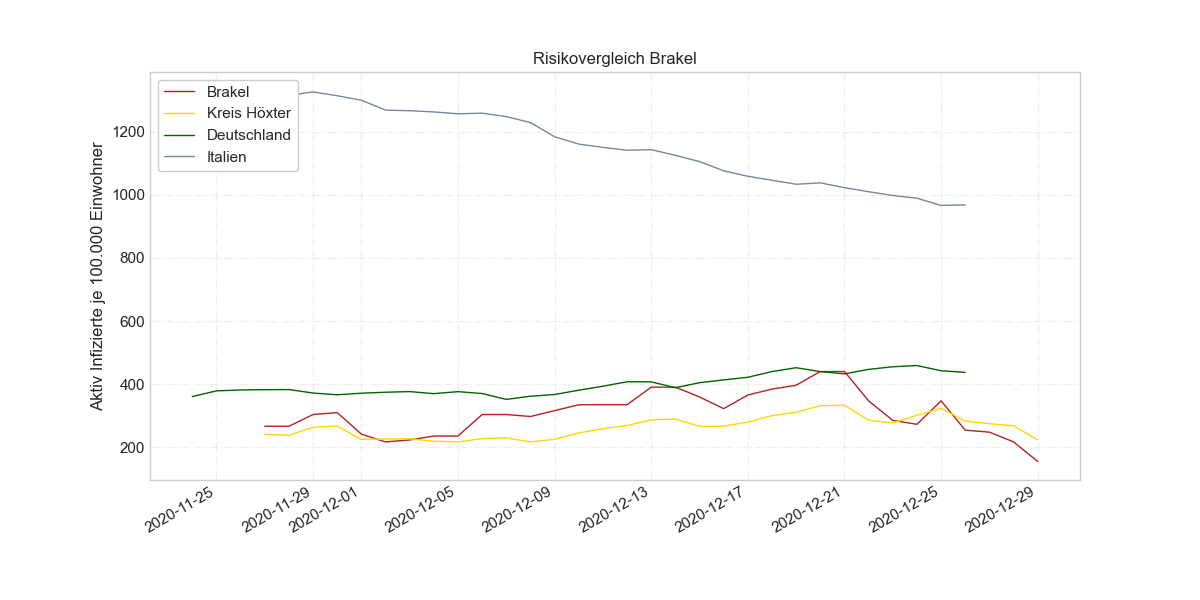 Risikovergleich Brakel
Brakel
Kreis Höxter
Deutschland
Italien
Aktiv Infizierte je 100.000 Einwohner
1200
1000
800
600
400
200
2020-11-25
2020-11-29
2020-12-01
2020-12-05
2020-12-09
2020-12-13
2020-12-17
2020-12-21
2020-12-25
2020-12-29